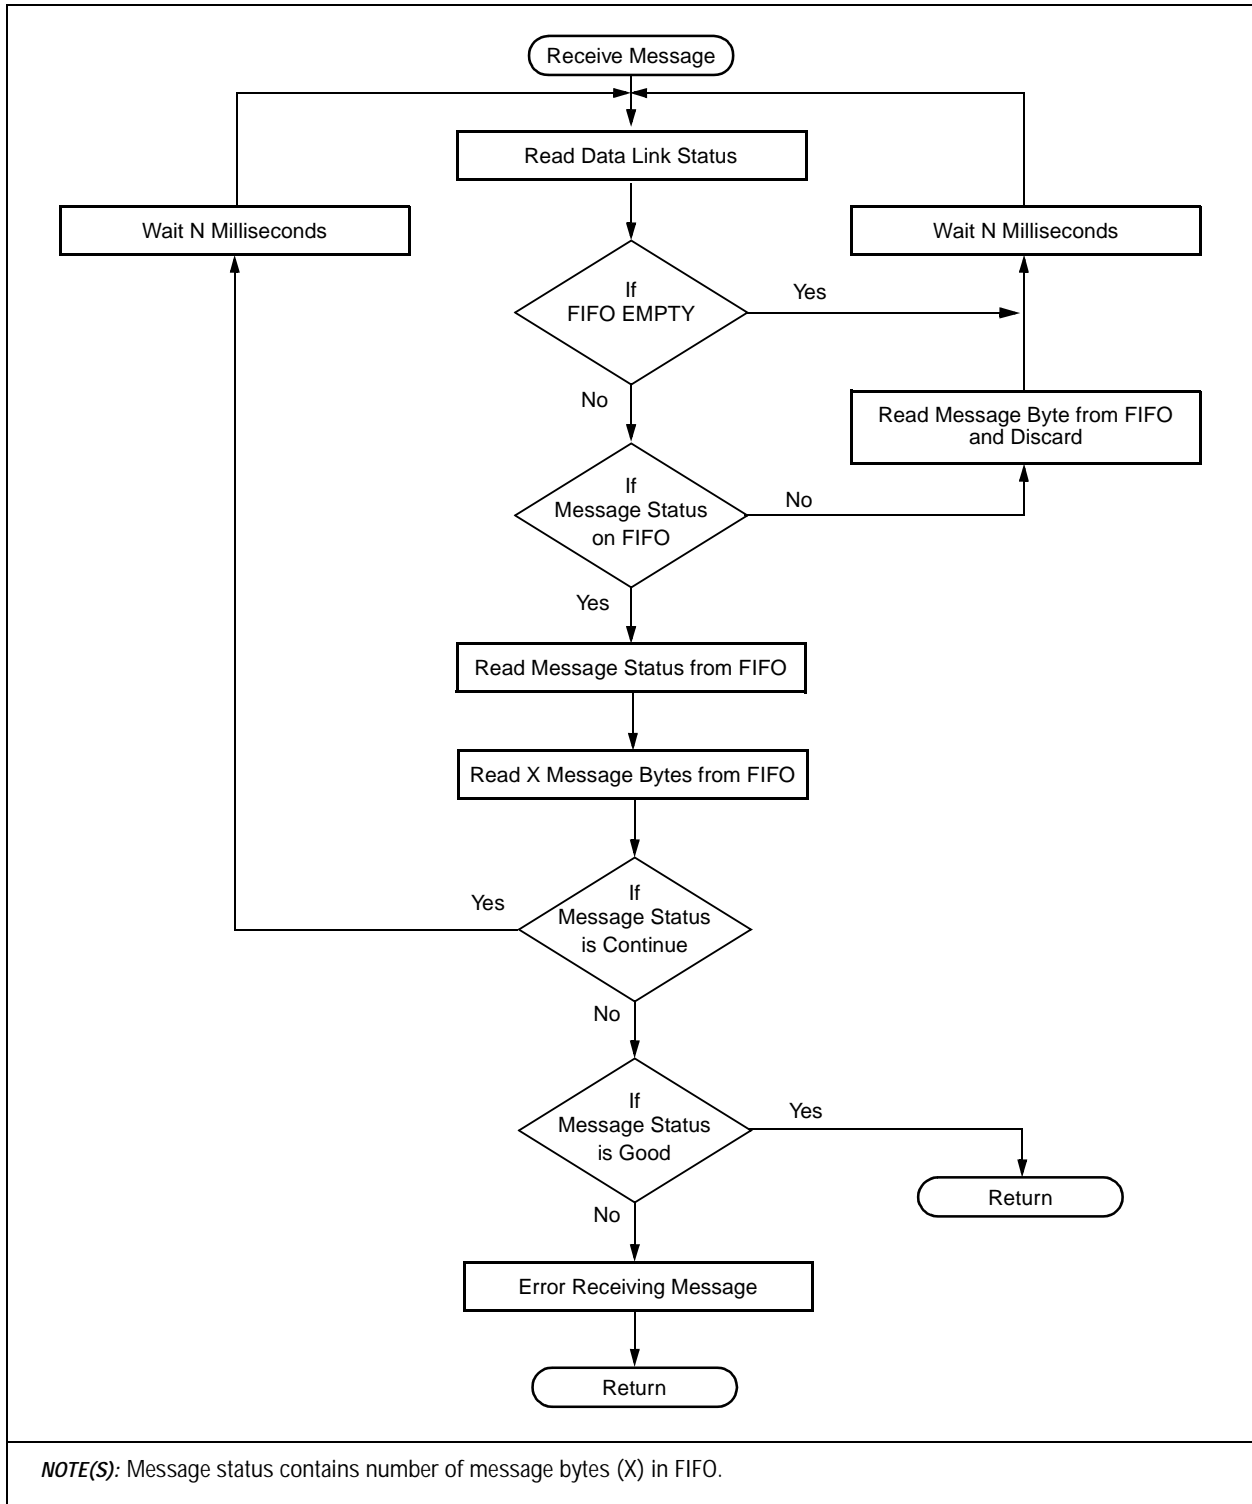 Receive Message
Read Data Link Status
Wait N Milliseconds
Wait N Milliseconds
If
FIFO EMPTY
Yes
No
Read Message Byte from FIFO
and Discard
If
Message Status
on FIFO
No
Yes
Read Message Status from FIFO
Read X Message Bytes from FIFO
Yes
If
Message Status
is Continue
No
If
Message Status
is Good
Yes
Return
No
Error Receiving Message
Return
NOTE(S): Message status contains number of message bytes (X) in FIFO.